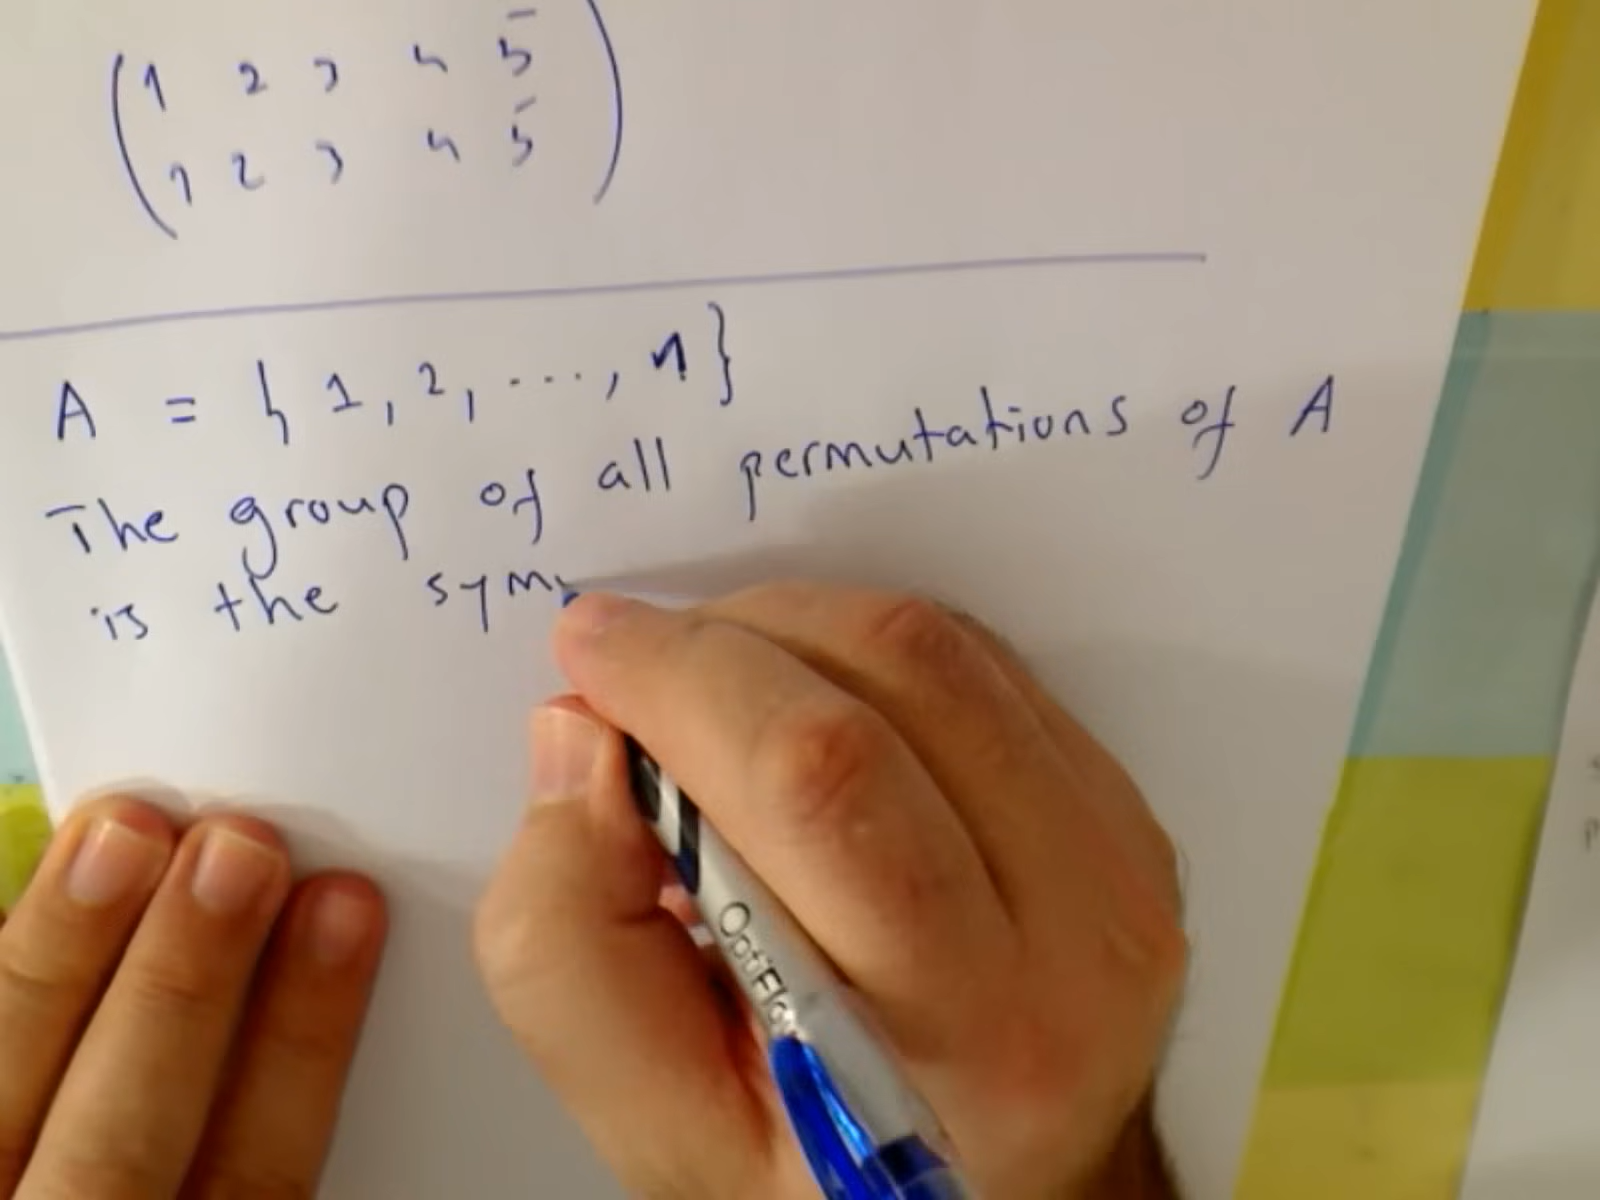 ( 1 2 3 4 5 )
( 1 2 3 4 5 )
A = { 1, 2, ..., n }
The group of all permutations of A
is the sym
OptiFlo